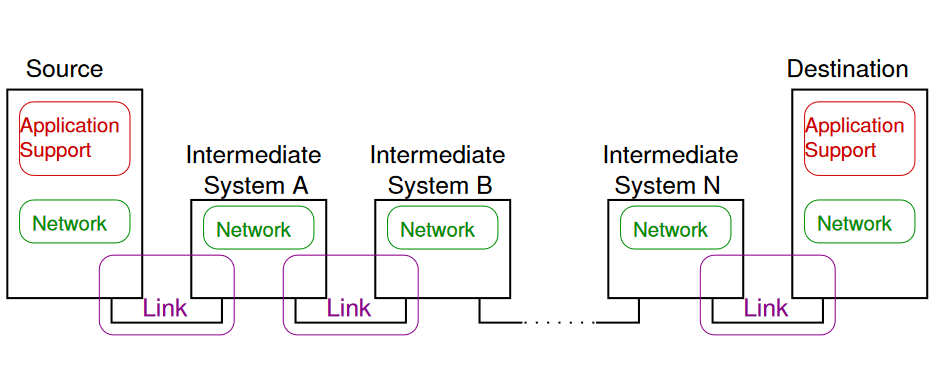 Source
Destination
Application
Support
Application
Support
Intermediate
System A
Intermediate
System B
Intermediate
System N
Network
Network
Network
Network
Network
Link
Link
Link